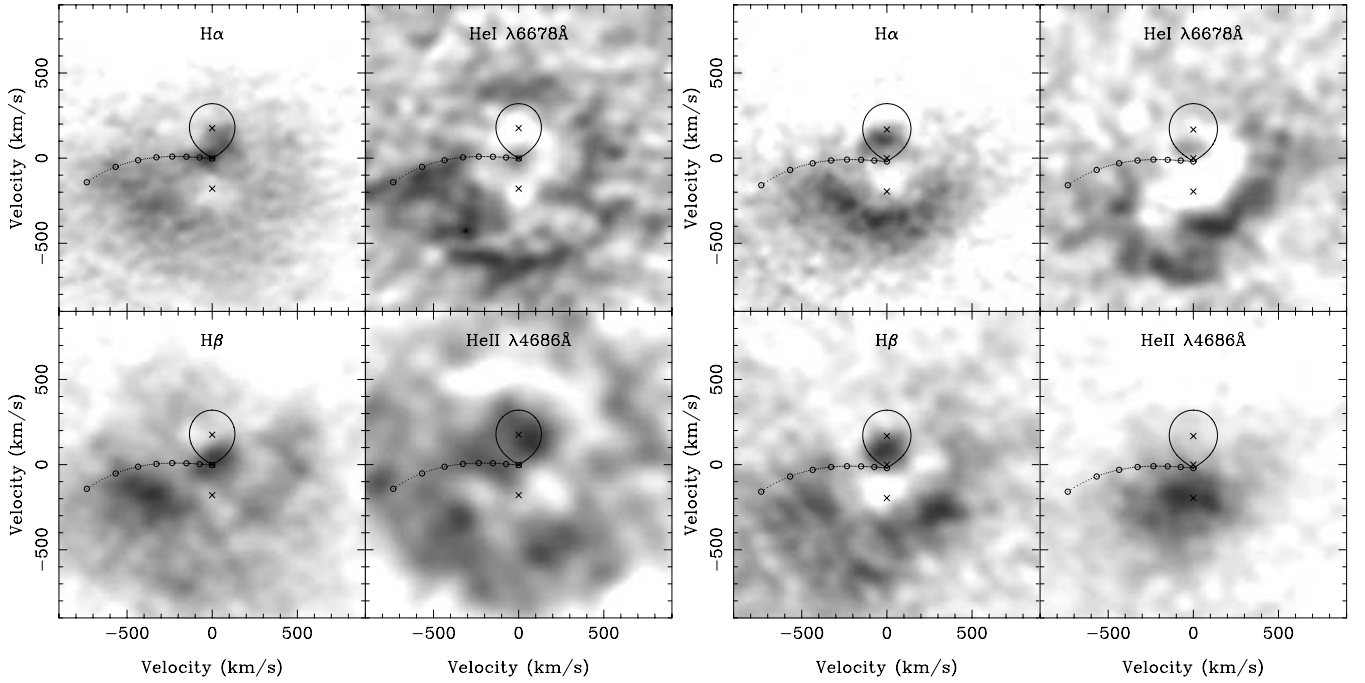 Hα
HeI λ6678Å
Hα
HeI λ6678Å
500
0
−500
Velocity (km/s)
500
0
−500
Velocity (km/s)
Hβ
HeII λ4686Å
Hβ
HeII λ4686Å
500
0
−500
Velocity (km/s)
500
0
−500
Velocity (km/s)
−500 0 500 −500 0 500 −500 0 500 −500 0 500
Velocity (km/s) Velocity (km/s) Velocity (km/s) Velocity (km/s)